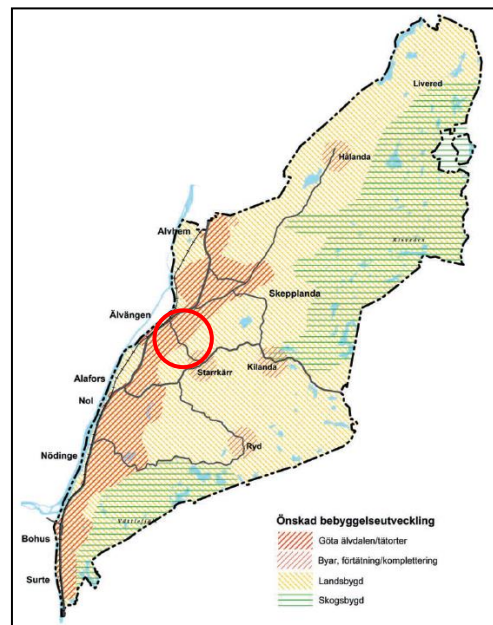 Livered
Hålanda
Alvhem
Skepplanda
Älvängen
Starrkärr
Kilanda
Alafors
Nol
Nödinge
Ryd
Bohus
Surte
Önskad bebyggelseutveckling
Göta älvdalen/tätorter
Byar, förtätning/komplettering
Landsbygd
Skogsbygd